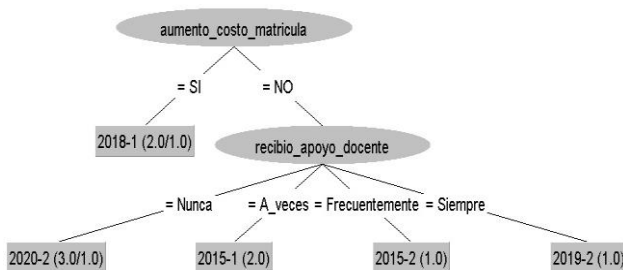 aumento_costo_matricula
= SI
= NO
2018-1 (2.0/1.0)
recibio_apoyo_docente
= Nunca
= A_veces
= Frecuentemente
= Siempre
2020-2 (3.0/1.0)
2015-1 (2.0)
2015-2 (1.0)
2019-2 (1.0)